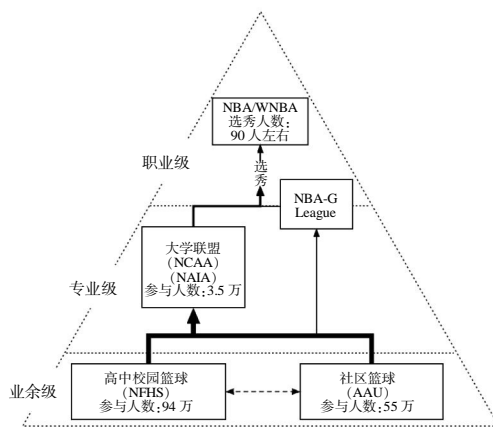 NBA/WNBA
选秀人数：
90 人左右
职业级
选秀
NBA-G
League
大学联盟
(NCAA)
(NAIA)
参与人数：3.5 万
专业级
业余级
高中校园篮球
(NFHS)
参与人数：94 万
社区篮球
(AAU)
参与人数：55 万